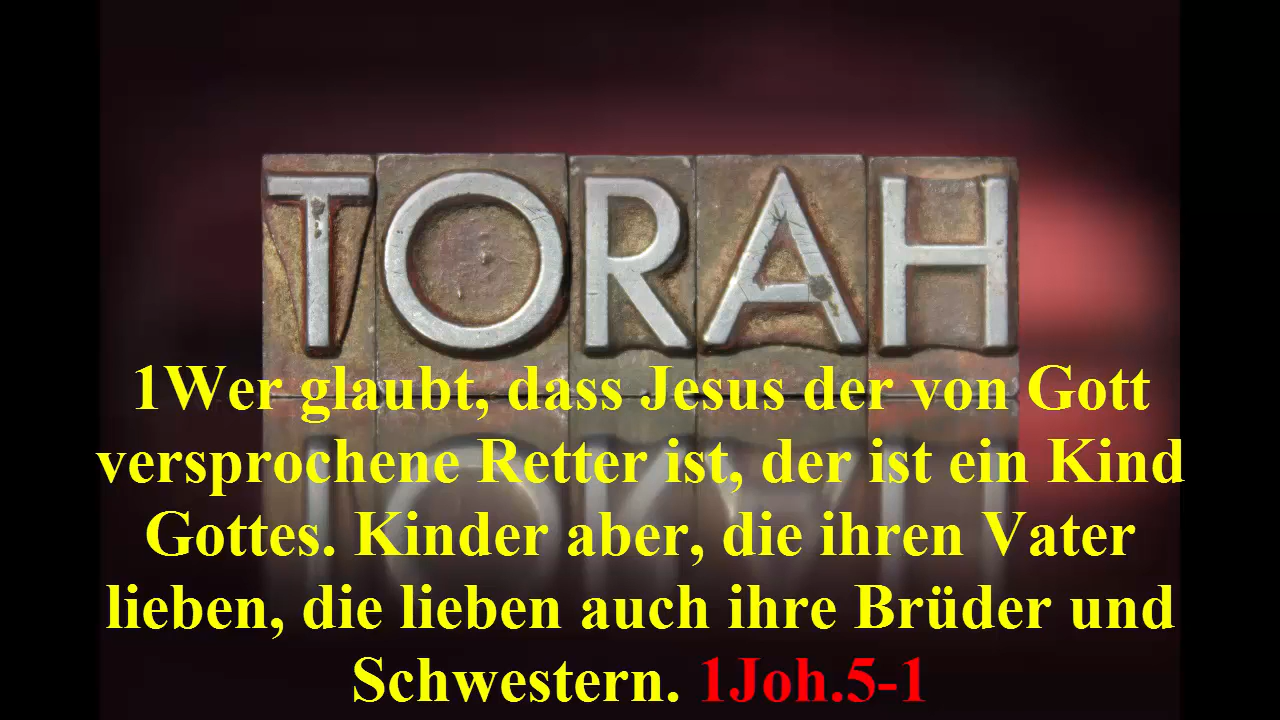 TORAH
1Wer glaubt, dass Jesus der von Gott
versprochene Retter ist, der ist ein Kind
Gottes. Kinder aber, die ihren Vater
lieben, die lieben auch ihre Brüder und
Schwestern. 1Joh.5-1